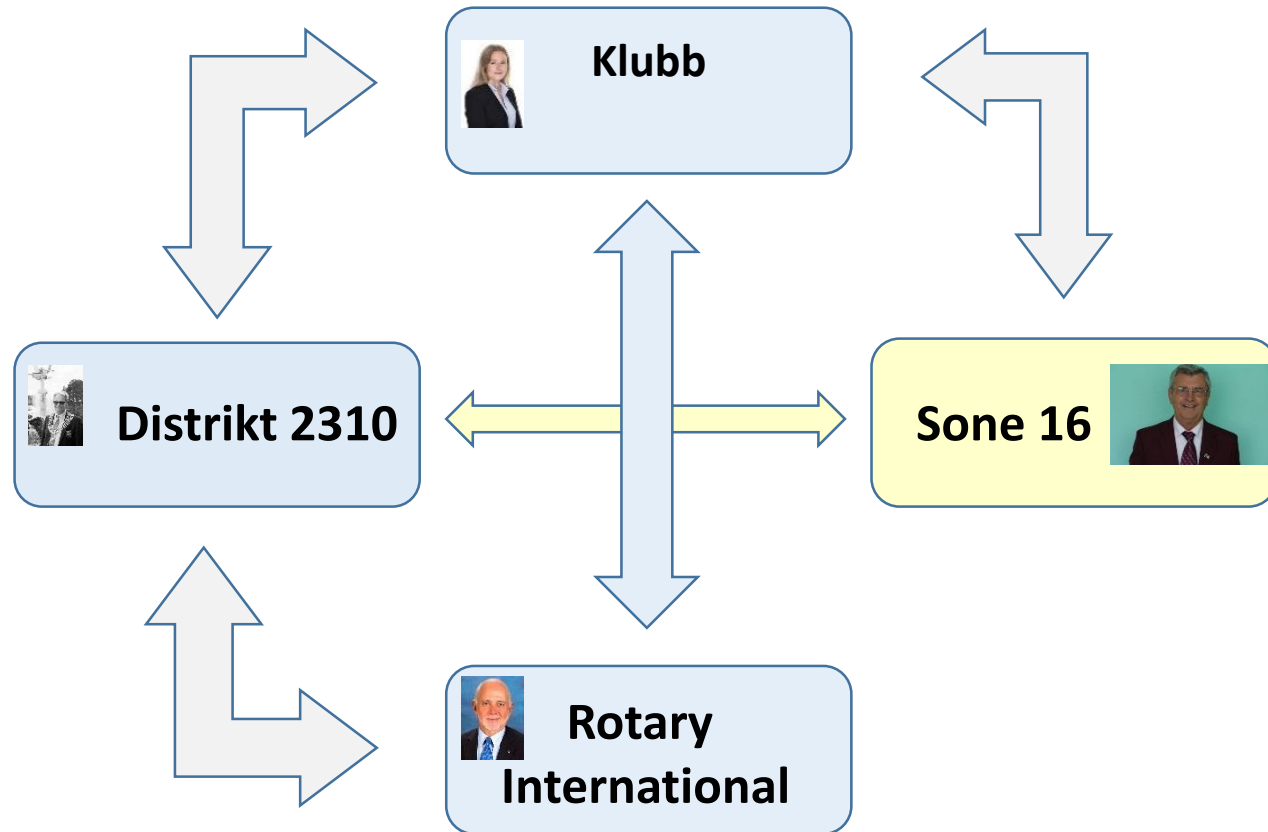 Klubb
Distrikt 2310
Sone 16
Rotary
International